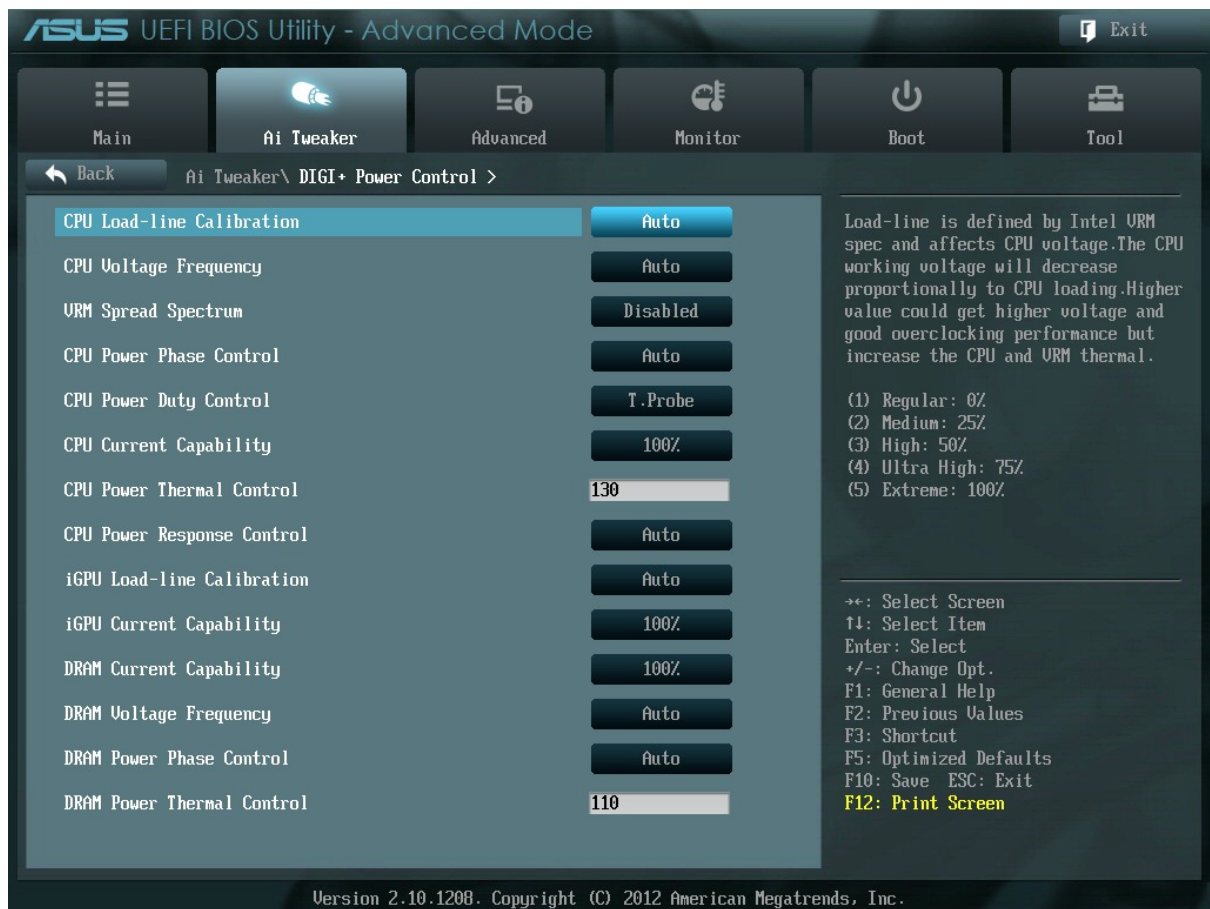 ASUS UEFI BIOS Utility - Advanced Mode
Exit
Main
Ai Tweaker
Advanced
Monitor
Boot
Tool
Back
Ai Tweaker\ DIGI+ Power Control >
CPU Load-line Calibration Auto
CPU Voltage Frequency Auto
VRM Spread Spectrum Disabled
CPU Power Phase Control Auto
CPU Power Duty Control T.Probe
CPU Current Capability 100%
CPU Power Thermal Control 130
CPU Power Response Control Auto
iGPU Load-line Calibration Auto
iGPU Current Capability 100%
DRAM Current Capability 100%
DRAM Voltage Frequency Auto
DRAM Power Phase Control Auto
DRAM Power Thermal Control 110
Load-line is defined by Intel VRM
spec and affects CPU voltage.The CPU
working voltage will decrease
proportionally to CPU loading.Higher
value could get higher voltage and
good overclocking performance but
increase the CPU and VRM thermal.
(1) Regular: 0%
(2) Medium: 25%
(3) High: 50%
(4) Ultra High: 75%
(5) Extreme: 100%
→←: Select Screen
↑↓: Select Item
Enter: Select
+/-: Change Opt.
F1: General Help
F2: Previous Values
F3: Shortcut
F5: Optimized Defaults
F10: Save ESC: Exit
F12: Print Screen
Version 2.10.1208. Copyright (C) 2012 American Megatrends, Inc.